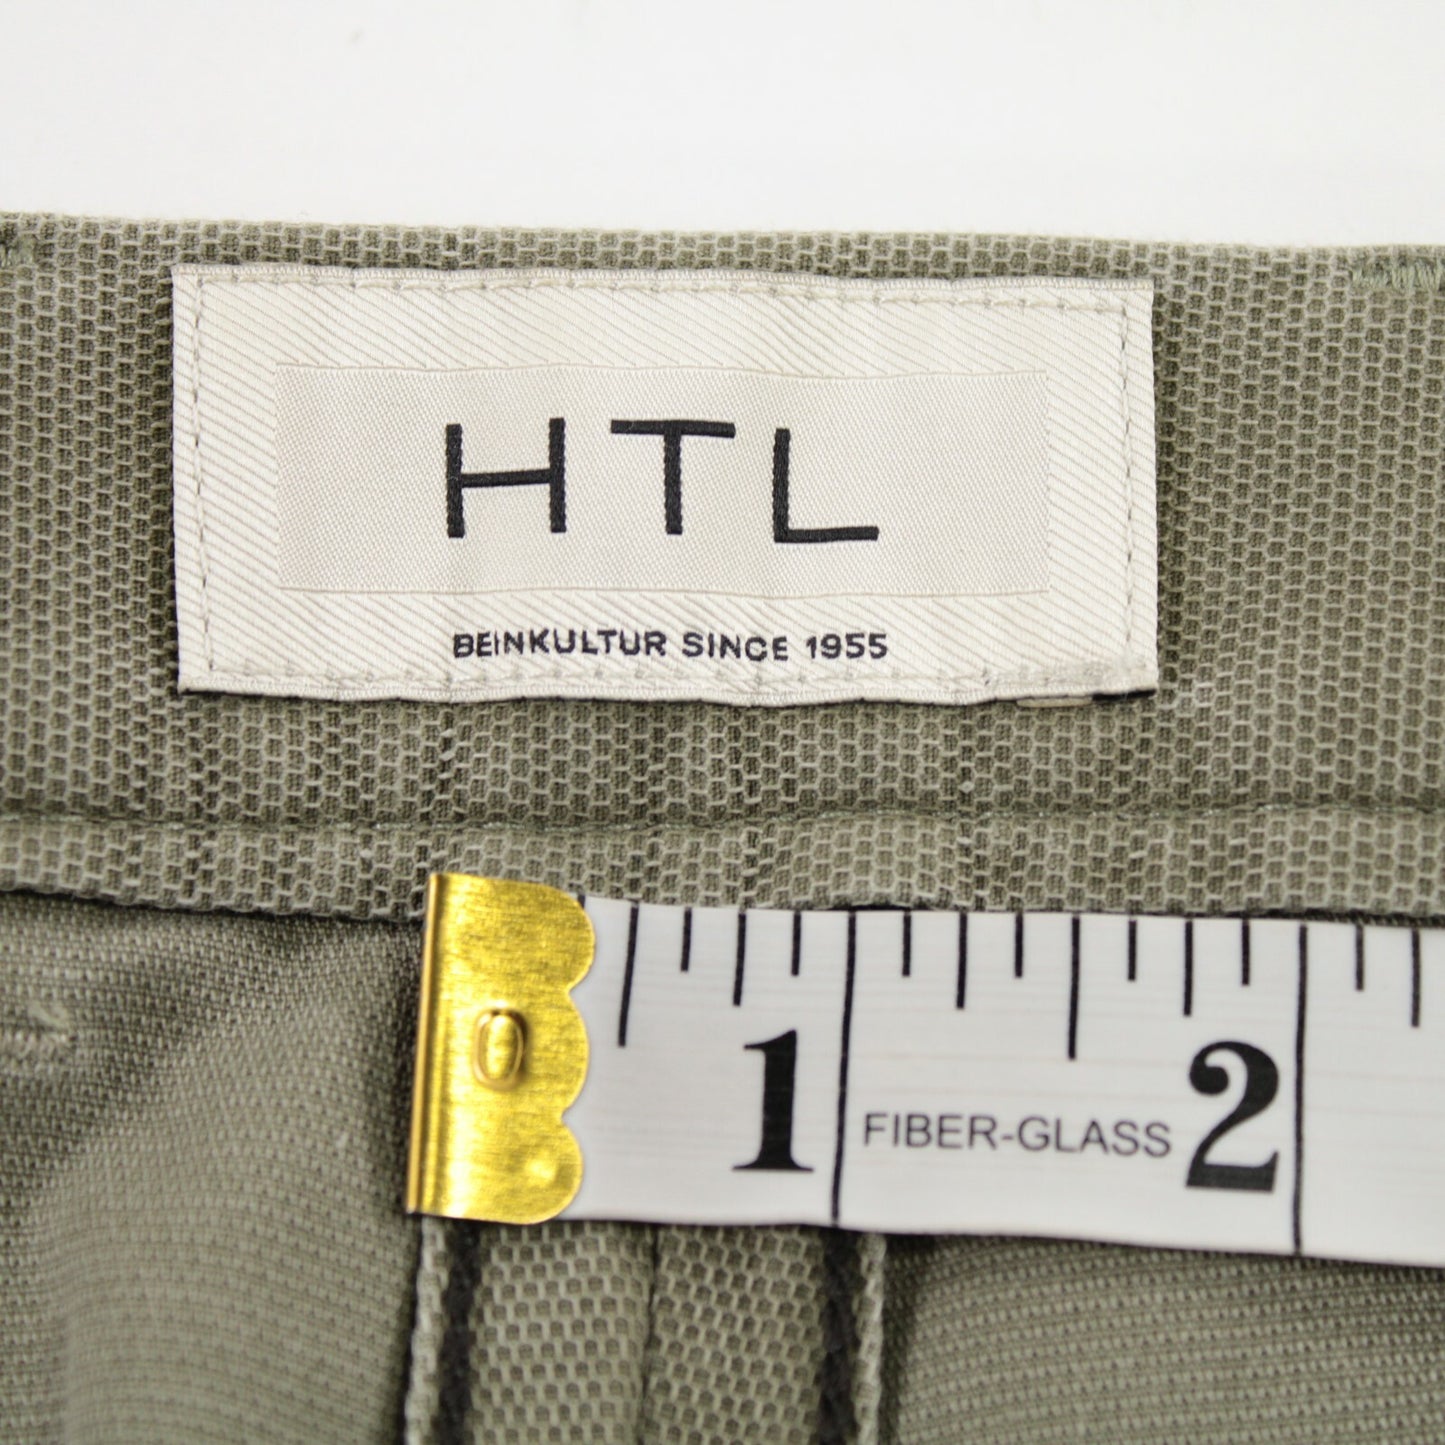 HTL
BEINKULTUR SINCE 1955
1 FIBER-GLASS 2